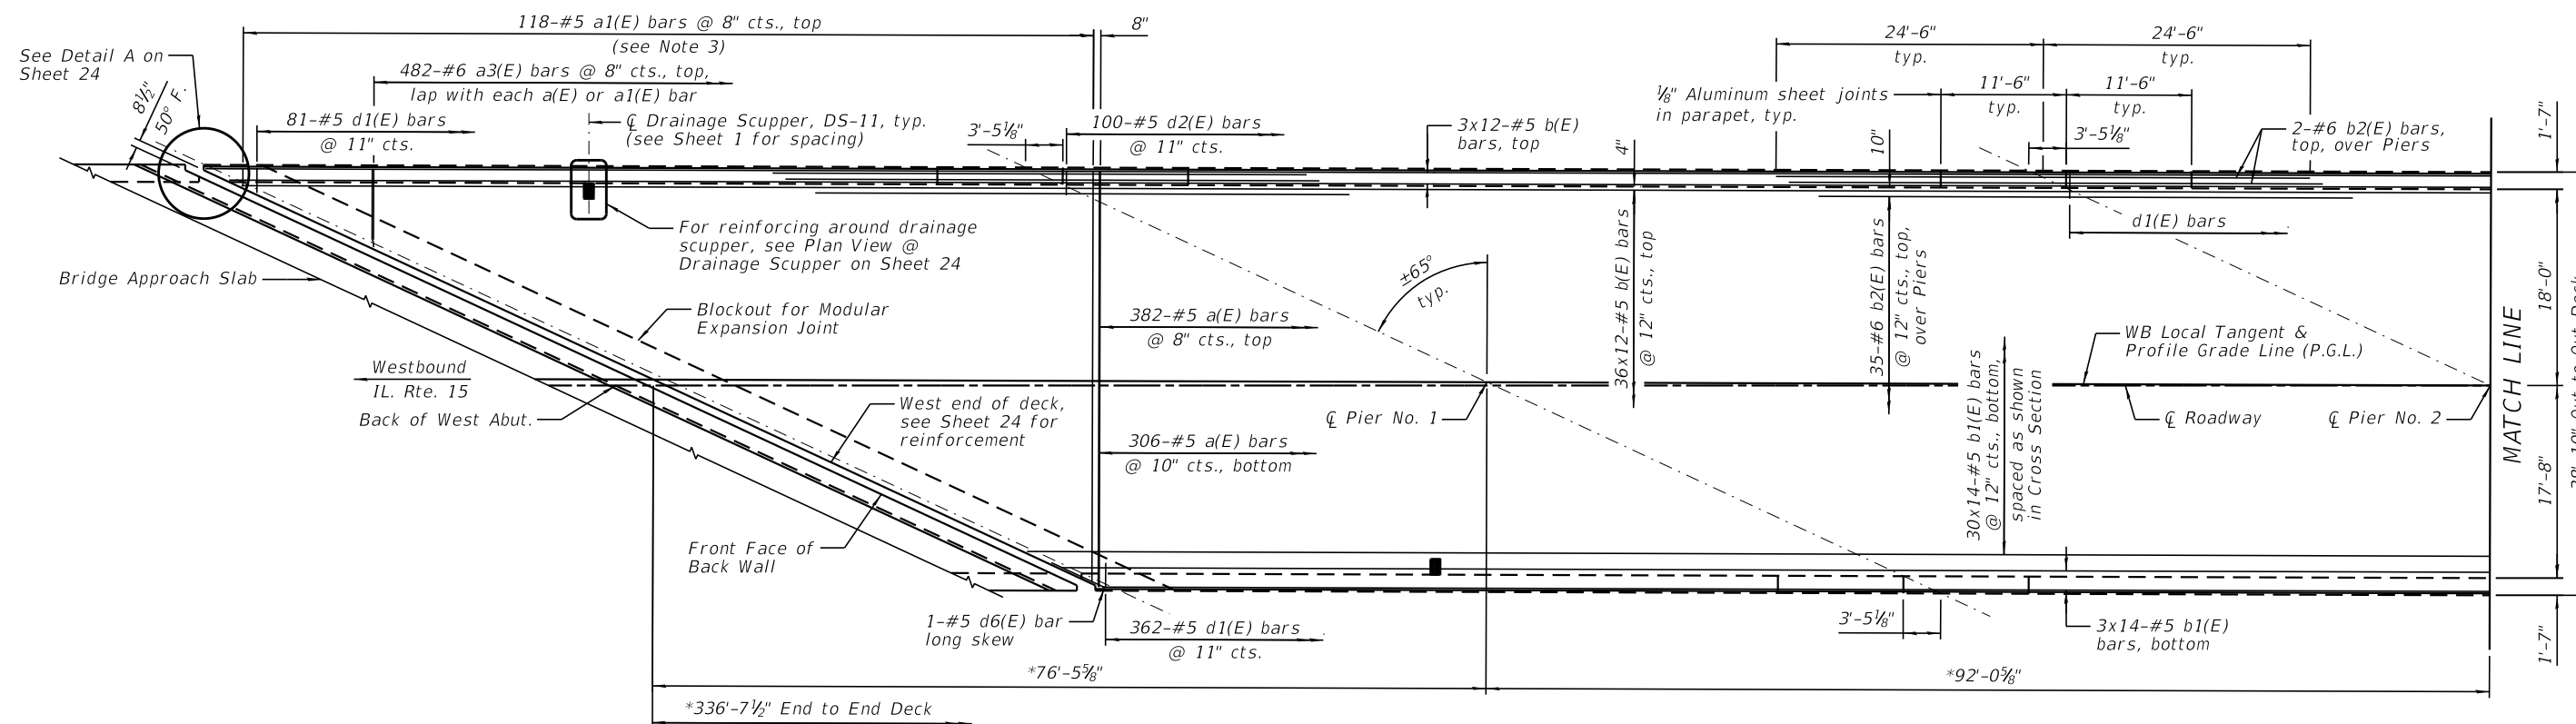 118-#5 a1(E) bars @ 8" cts., top
(see Note 3)
8"
482-#6 a3(E) bars @ 8" cts., top,
lap with each a(E) or a1(E) bar
See Detail A on
Sheet 24
8½"
50° F.
81-#5 d1(E) bars
@ 11" cts.
℄ Drainage Scupper, DS-11, typ.
(see Sheet 1 for spacing)
3'-5⅛"
100-#5 d2(E) bars
@ 11" cts.
3x12-#5 b(E)
bars, top
⅛" Aluminum sheet joints
in parapet, typ.
24'-6"
typ.
24'-6"
typ.
11'-6"
typ.
11'-6"
typ.
3'-5⅛"
2-#6 b2(E) bars,
top, over Piers
4"
10"
1'-7"
For reinforcing around drainage
scupper, see Plan View @
Drainage Scupper on Sheet 24
d1(E) bars
Bridge Approach Slab
Blockout for Modular
Expansion Joint
382-#5 a(E) bars
@ 8" cts., top
±65°
typ.
36x12-#5 b(E) bars
@ 12" cts., top
35-#6 b2(E) bars
@ 12" cts., top,
over Piers
18'-0"
WB Local Tangent &
Profile Grade Line (P.G.L.)
MATCH LINE
Westbound
IL. Rte. 15
Back of West Abut.
West end of deck,
see Sheet 24 for
reinforcement
306-#5 a(E) bars
@ 10" cts., bottom
℄ Pier No. 1
30x14-#5 b1(E) bars
@ 12" cts., bottom,
spaced as shown
in Cross Section
℄ Roadway
℄ Pier No. 2
17'-8"
Front Face of
Back Wall
1-#5 d6(E) bar
long skew
362-#5 d1(E) bars
@ 11" cts.
3'-5⅛"
3x14-#5 b1(E)
bars, bottom
1'-7"
*76'-5⅝"
*92'-0⅝"
*336'-7½" End to End Deck